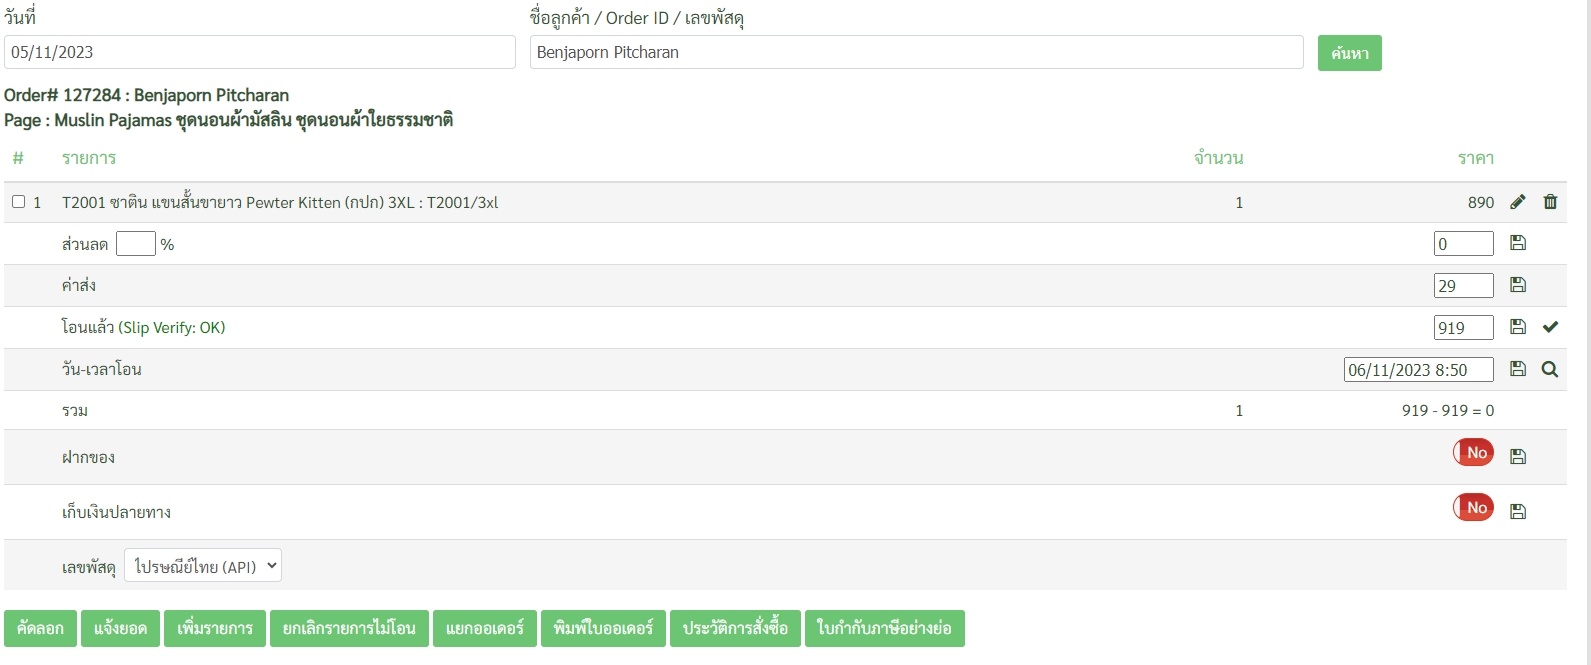 วันที่ ชื่อลูกค้า / Order ID / เลขพัสดุ
05/11/2023 Benjaporn Pitcharan ค้นหา
Order# 127284 : Benjaporn Pitcharan
Page : Muslin Pajamas ชุดนอนผ้ามัสลิน ชุดนอนผ้าใยธรรมชาติ
# รายการ จำนวน ราคา
1 T2001 ซาติน แขนสั้นขายาว Pewter Kitten (กปก) 3XL : T2001/3xl 1 890
ส่วนลด % 0
ค่าส่ง 29
โอนแล้ว (Slip Verify: OK) 919
วัน-เวลาโอน 06/11/2023 8:50
รวม 1 919 - 919 = 0
ฝากของ No
เก็บเงินปลายทาง No
เลขพัสดุ ไปรษณีย์ไทย (API)
คัดลอก แจ้งยอด เพิ่มรายการ ยกเลิกรายการไม่โอน แยกออเดอร์ พิมพ์ใบออเดอร์ ประวัติการสั่งซื้อ ใบกำกับภาษีอย่างย่อ